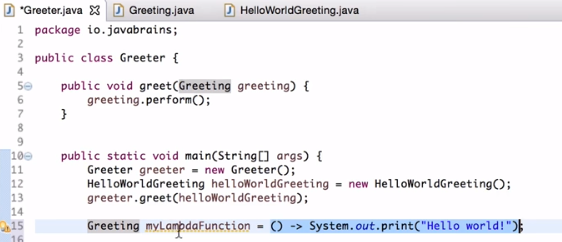 *Greeter.java Greeting.java HelloWorldGreeting.java
1 package io.javabrains;
2
3 public class Greeter {
4
5 public void greet(Greeting greeting) {
6 greeting.perform();
7 }
8
9
10 public static void main(String[] args) {
11 Greeter greeter = new Greeter();
12 HelloWorldGreeting helloWorldGreeting = new HelloWorldGreeting();
13 greeter.greet(helloWorldGreeting);
14
15 Greeting myLambdaFunction = () -> System.out.print("Hello world!");
16